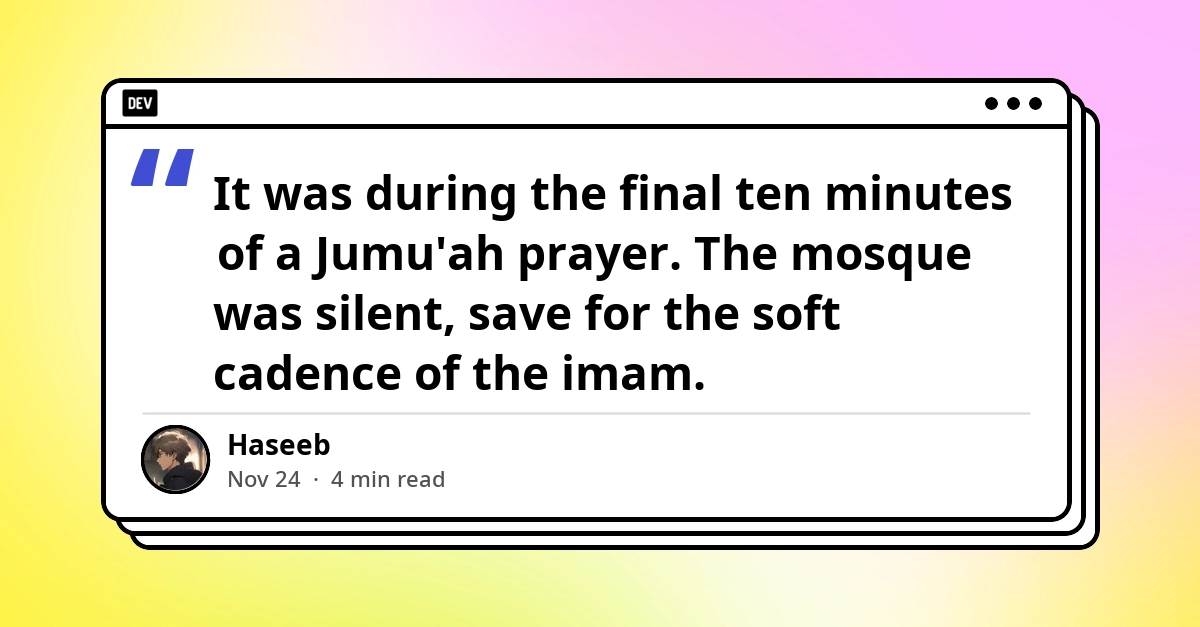 DEV
“ It was during the final ten minutes
of a Jumu'ah prayer. The mosque
was silent, save for the soft
cadence of the imam.
Haseeb
Nov 24 · 4 min read